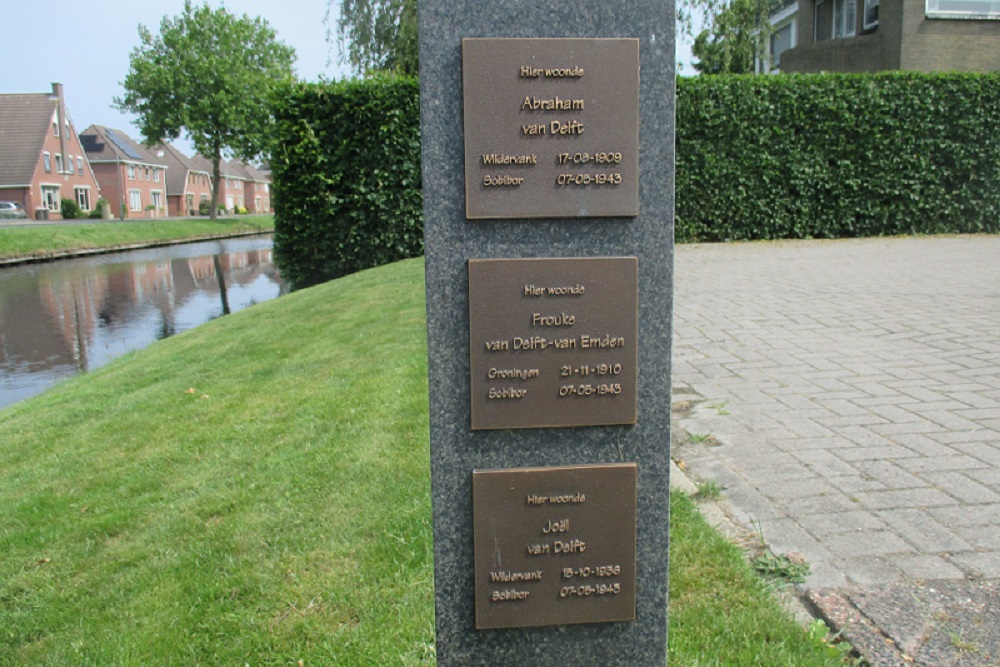 Hier woonde
Abraham
van Delft
Wildervank 17-08-1909
Sobibor 07-05-1943
Hier woonde
Frouke
van Delft-van Emden
Groningen 21-11-1910
Sobibor 07-05-1943
Hier woonde
Joël
van Delft
Wildervank 15-10-1936
Sobibor 07-05-1943